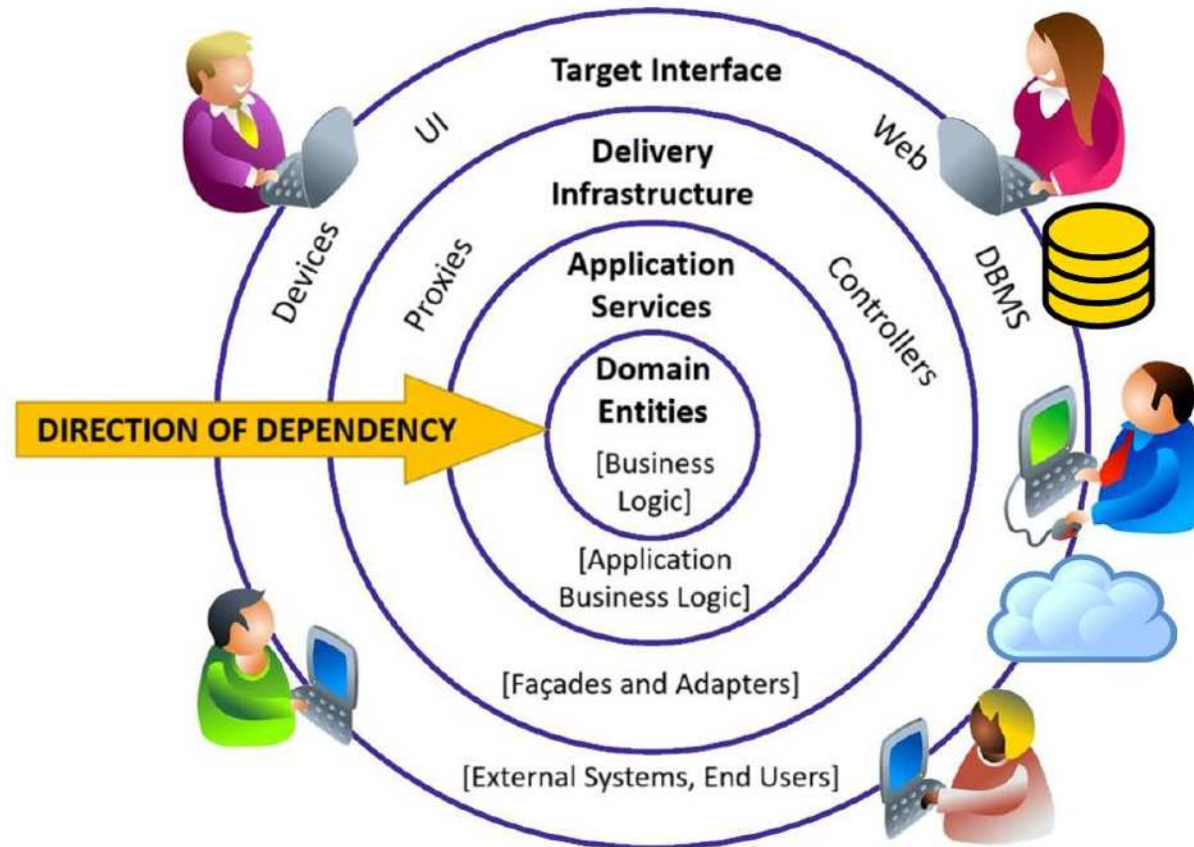 Target Interface
UI
Web
Delivery
Infrastructure
Devices
Proxies
Application
Services
Controllers
DBMS
Domain
Entities
DIRECTION OF DEPENDENCY
[Business
Logic]
[Application
Business Logic]
[Façades and Adapters]
[External Systems, End Users]